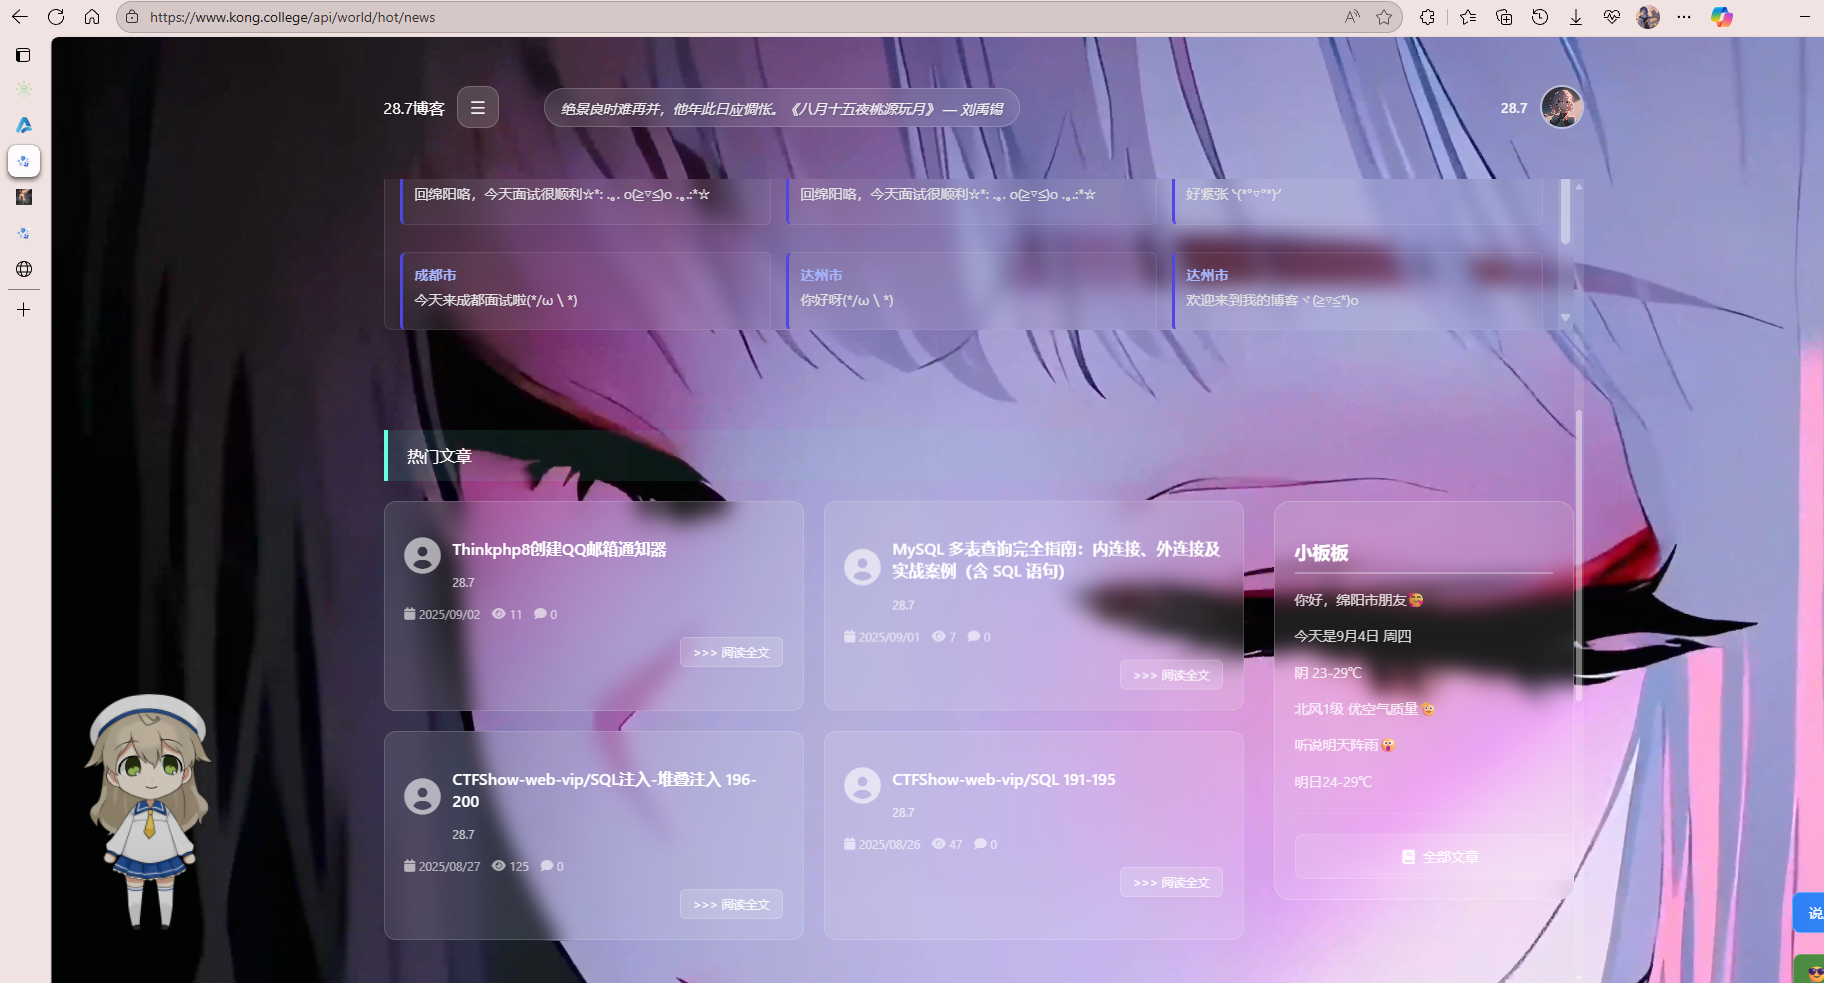 https://www.kong.college/api/world/hot/news
28.7博客
绝景良时难再并，他年此日应惆怅。《八月十五夜桃源玩月》 — 刘禹锡
28.7
回绵阳咯，今天面试很顺利☆*: .｡. o(≧▽≦)o .｡.:*☆
回绵阳咯，今天面试很顺利☆*: .｡. o(≧▽≦)o .｡.:*☆
好紧张ヽ(*°▽°*)ノ
成都市
今天来成都面试啦(*/ω＼*)
达州市
你好呀(*/ω＼*)
达州市
欢迎来到我的博客ヾ(≧▽≦*)o
热门文章
Thinkphp8创建QQ邮箱通知器
28.7
2025/09/02 11 0
>>> 阅读全文
MySQL 多表查询完全指南：内连接、外连接及
实战案例（含 SQL 语句）
28.7
2025/09/01 7 0
>>> 阅读全文
CTFShow-web-vip/SQL注入-堆叠注入 196-
200
28.7
2025/08/27 125 0
>>> 阅读全文
CTFShow-web-vip/SQL 191-195
28.7
2025/08/26 47 0
>>> 阅读全文
小板板
你好，绵阳市朋友🥰
今天是9月4日 周四
阴 23-29℃
北风1级 优空气质量
听说明天阵雨
明日24-29℃
全部文章
说